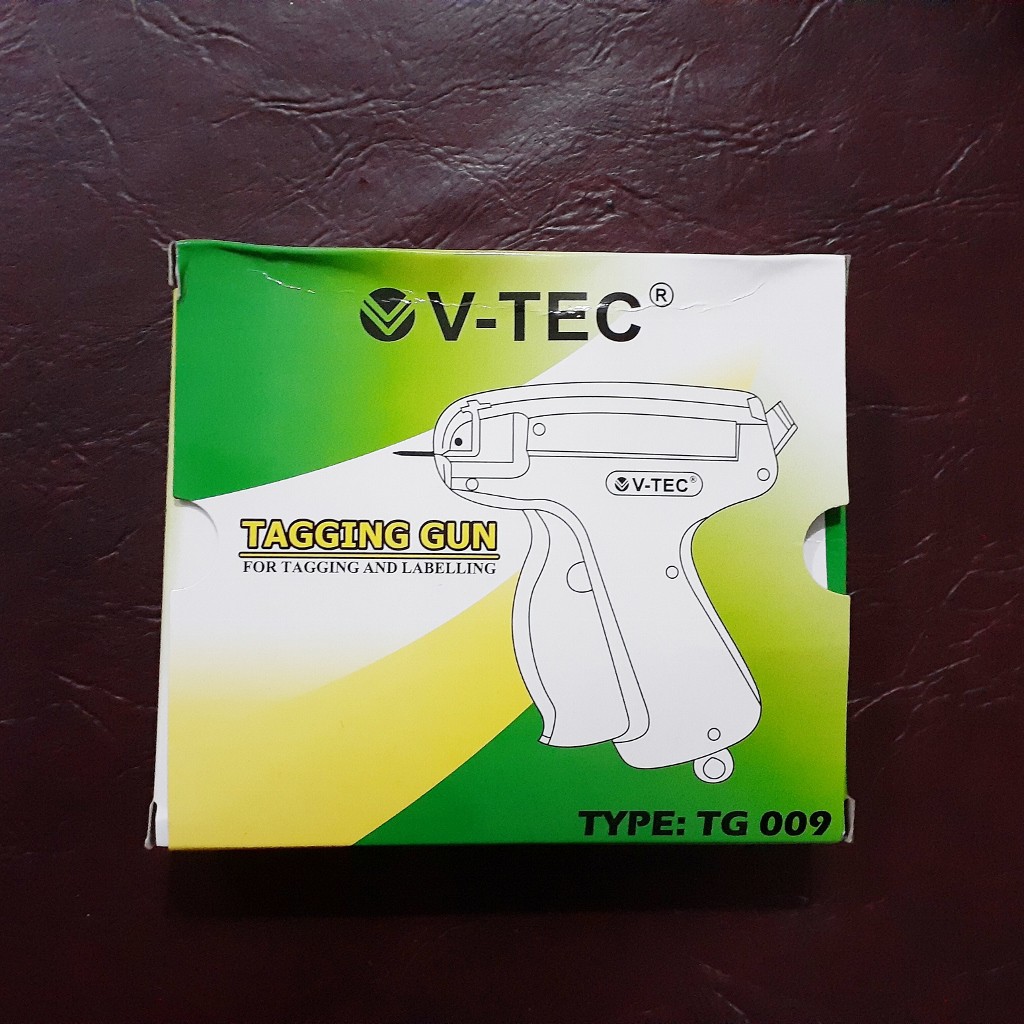 V-TEC®
V-TEC®
TAGGING GUN
FOR TAGGING AND LABELLING
TYPE: TG 009